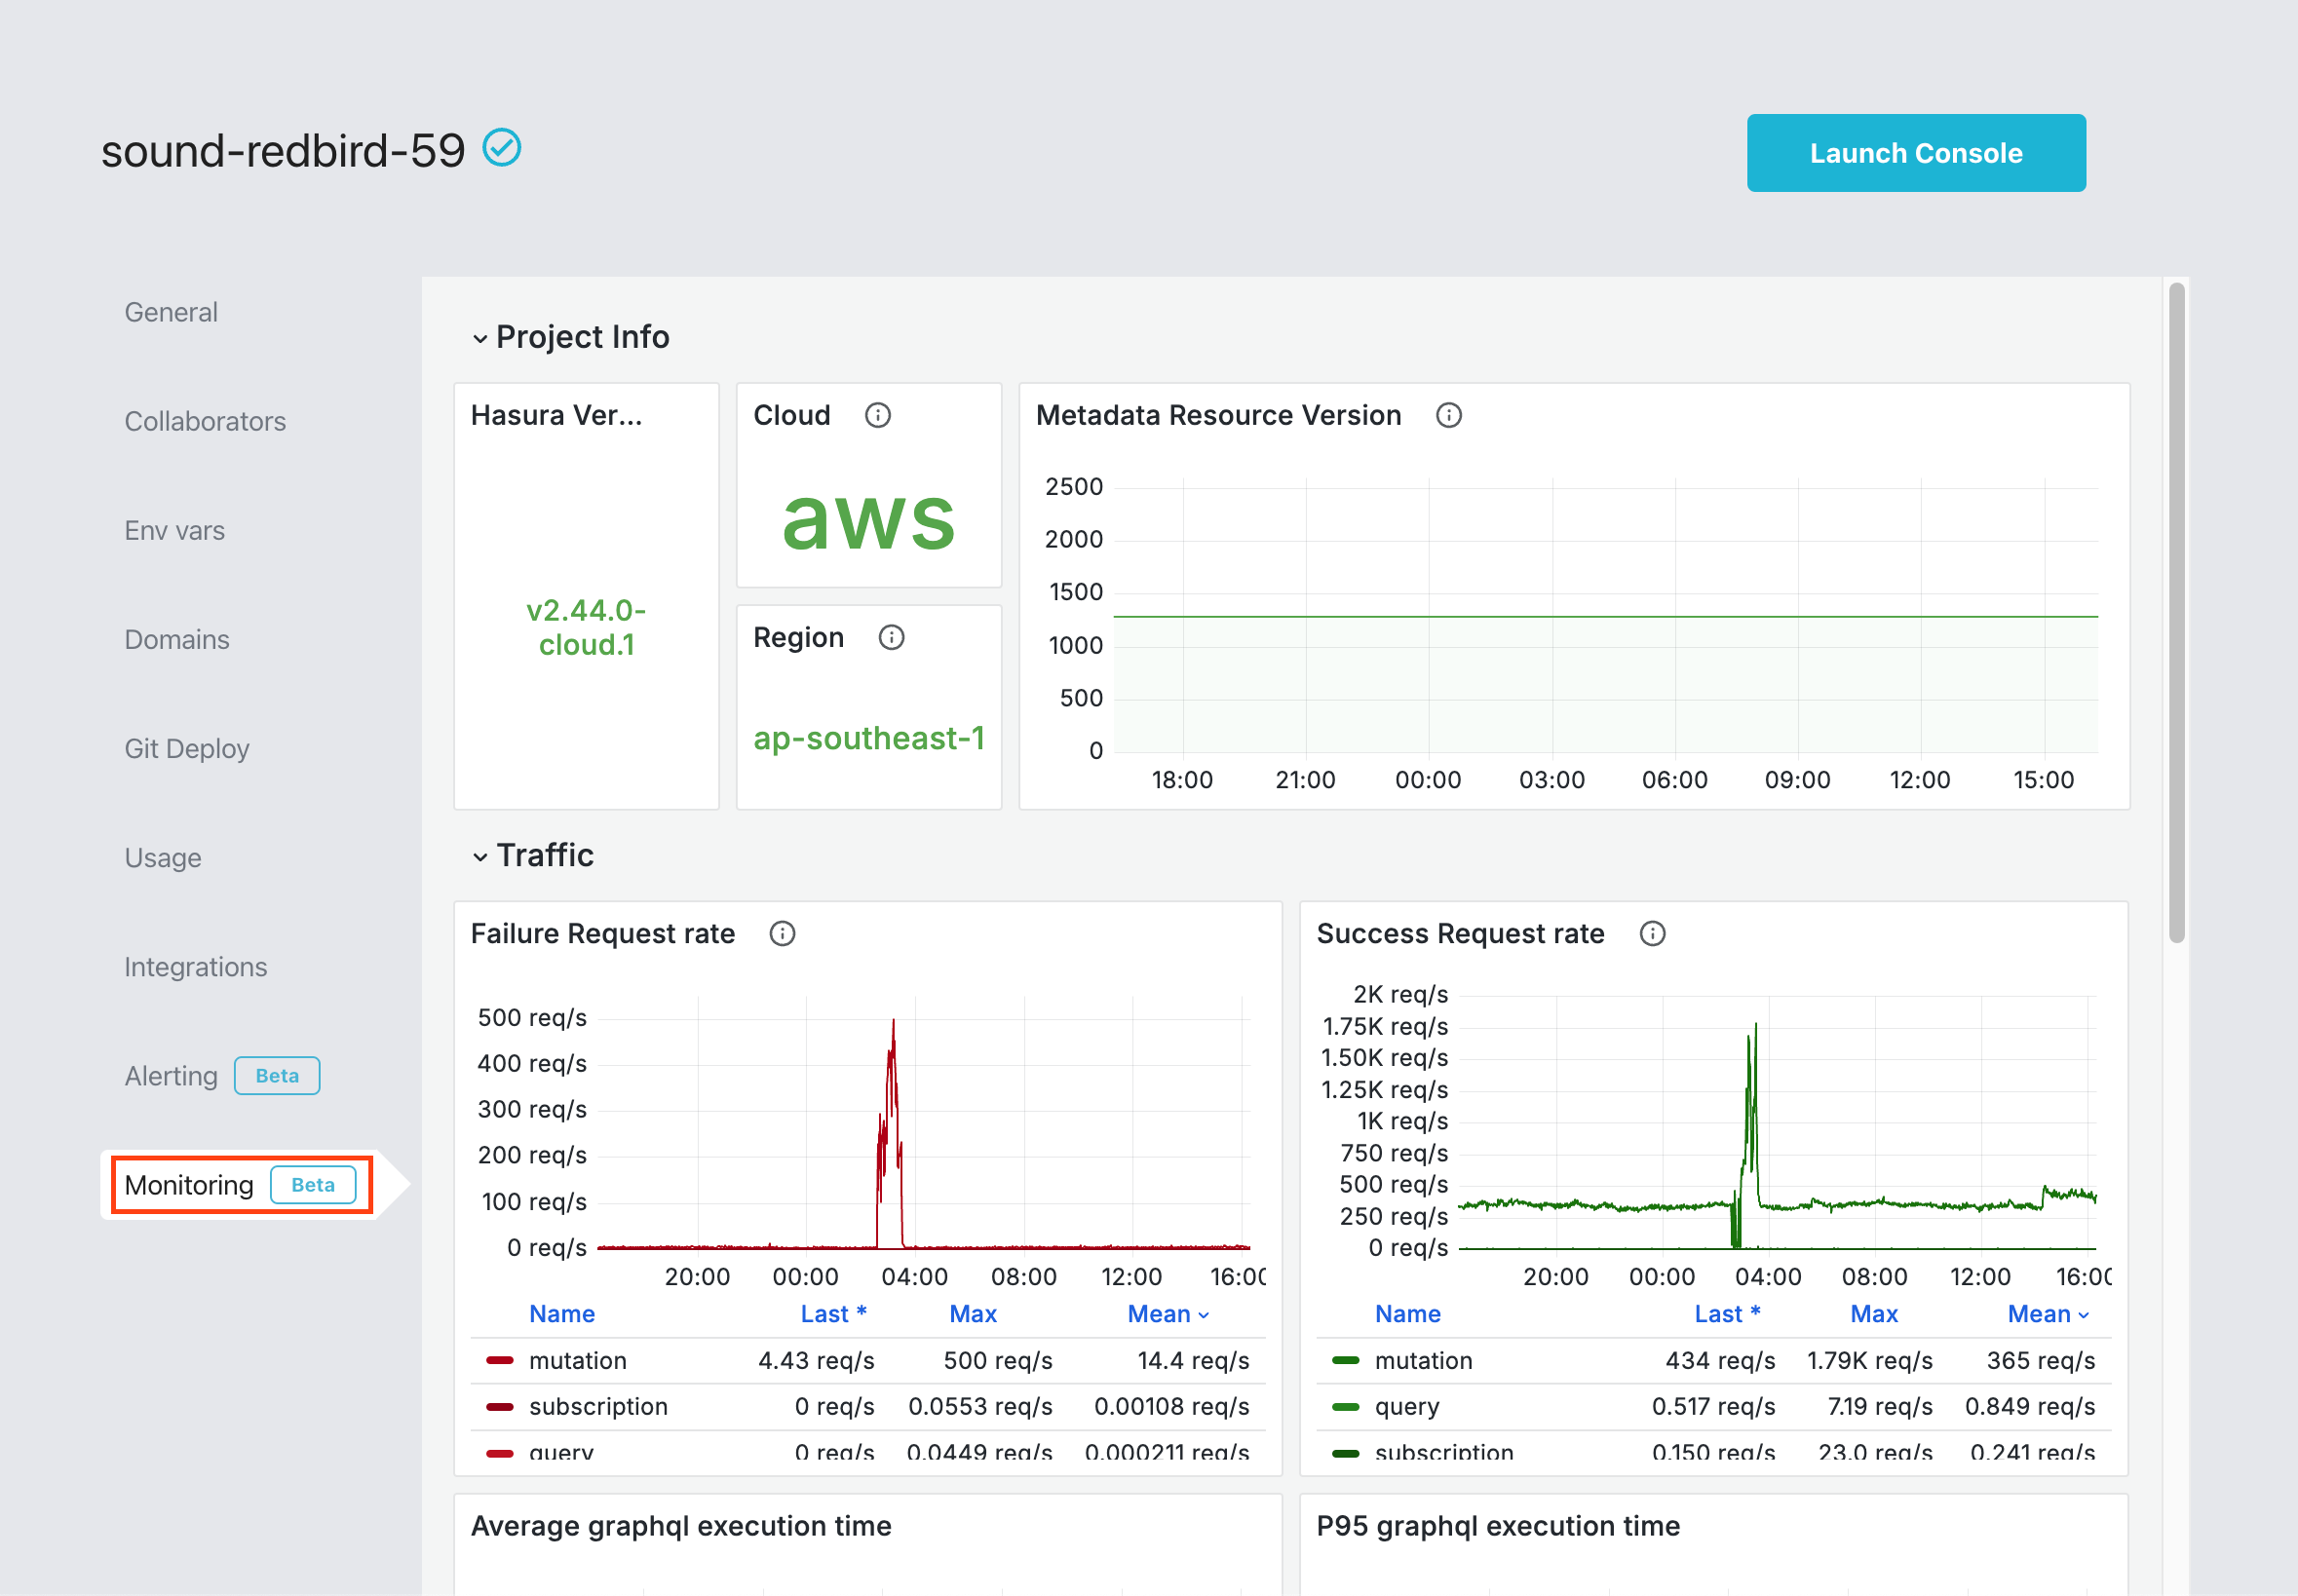 sound-redbird-59
Launch Console
General
Collaborators
Env vars
Domains
Git Deploy
Usage
Integrations
Alerting Beta
Monitoring Beta
Project Info
Hasura Ver...
v2.44.0-
cloud.1
Cloud
aws
Region
ap-southeast-1
Metadata Resource Version
2500
2000
1500
1000
500
0
18:00 21:00 00:00 03:00 06:00 09:00 12:00 15:00
Traffic
Failure Request rate
500 req/s
400 req/s
300 req/s
200 req/s
100 req/s
0 req/s
20:00 00:00 04:00 08:00 12:00 16:00
Name Last * Max Mean
mutation 4.43 req/s 500 req/s 14.4 req/s
subscription 0 req/s 0.0553 req/s 0.00108 req/s
query 0 req/s 0.0449 req/s 0.000211 req/s
Success Request rate
2K req/s
1.75K req/s
1.50K req/s
1.25K req/s
1K req/s
750 req/s
500 req/s
250 req/s
0 req/s
20:00 00:00 04:00 08:00 12:00 16:00
Name Last * Max Mean
mutation 434 req/s 1.79K req/s 365 req/s
query 0.517 req/s 7.19 req/s 0.849 req/s
subscription 0.150 req/s 23.0 req/s 0.241 req/s
Average graphql execution time
P95 graphql execution time